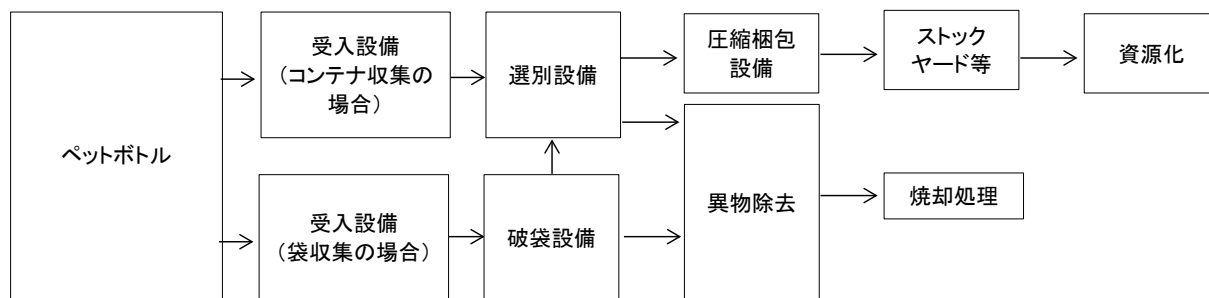 ペットボトル
受入設備
（コンテナ収集の
場合）
選別設備
圧縮梱包
設備
ストック
ヤード等
資源化
受入設備
（袋収集の場合）
破袋設備
異物除去
焼却処理